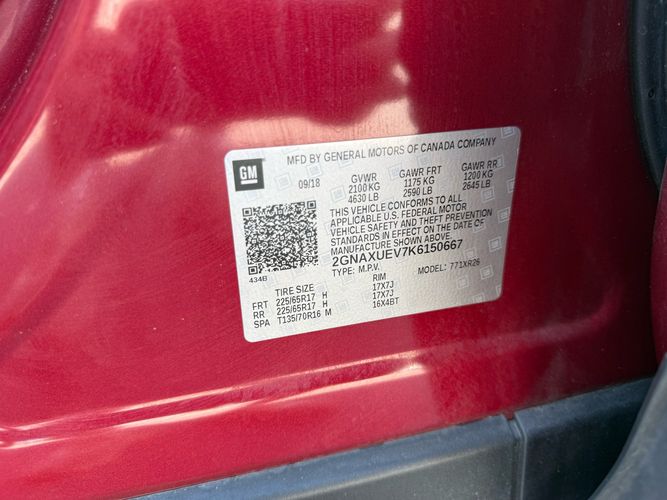 MFD BY GENERAL MOTORS OF CANADA COMPANY
GM
09/18 GVWR GAWR FRT GAWR RR
2100 KG 1175 KG 1200 KG
4630 LB 2590 LB 2645 LB
THIS VEHICLE CONFORMS TO ALL
APPLICABLE U.S. FEDERAL MOTOR
VEHICLE SAFETY AND BUMPER
STANDARDS IN EFFECT ON THE DATE OF
MANUFACTURE SHOWN ABOVE.
2GNAXUEV7K6150667
434B TYPE: M.P.V. MODEL: 771XR26
TIRE SIZE RIM
FRT 225/65R17 H 17X7J
RR 225/65R17 H 17X7J
SPA T135/70R16 M 16X4BT